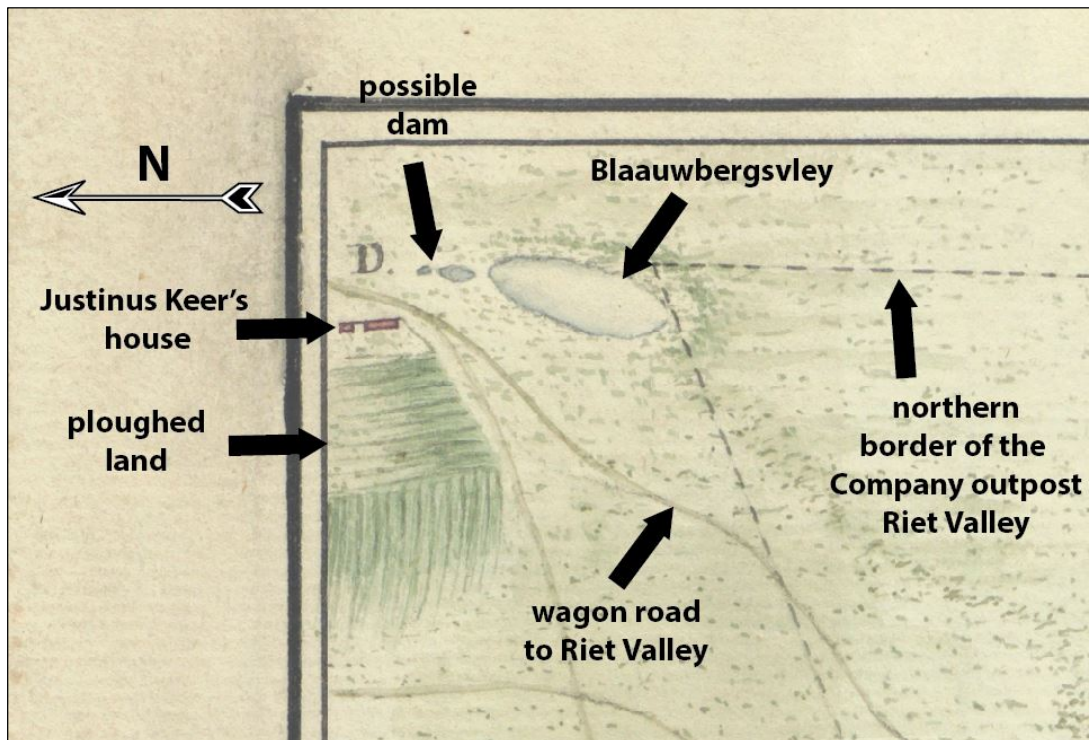 possible
dam
N
Blaauwbergsvley
D.
Justinus Keer's
house
ploughed
land
northern
border of the
Company outpost
Riet Valley
wagon road
to Riet Valley